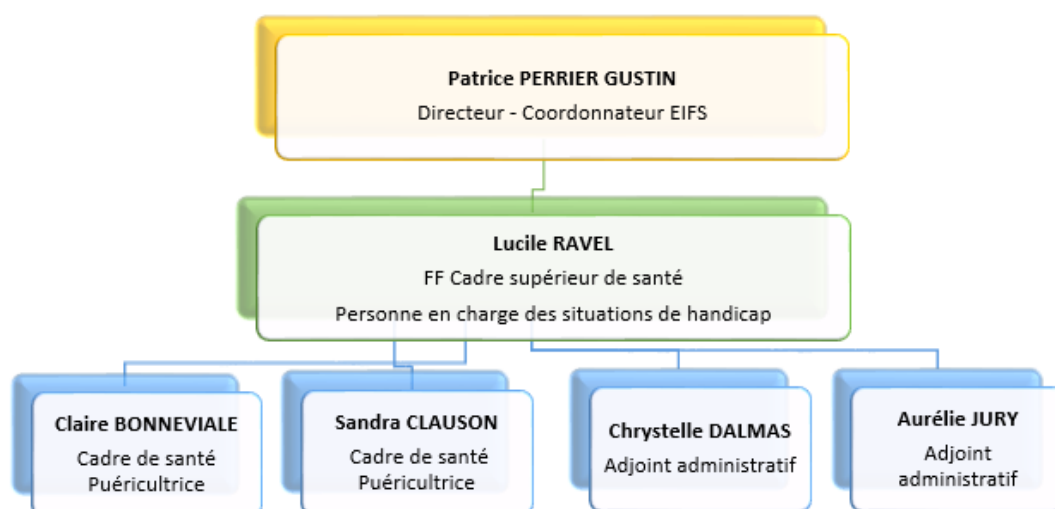 Patrice PERRIER GUSTIN
Directeur - Coordonnateur EIFS
Lucile RAVEL
FF Cadre supérieur de santé
Personne en charge des situations de handicap
Claire BONNEVIALE
Cadre de santé
Puéricultrice
Sandra CLAUSON
Cadre de santé
Puéricultrice
Chrystelle DALMAS
Adjoint administratif
Aurélie JURY
Adjoint
administratif